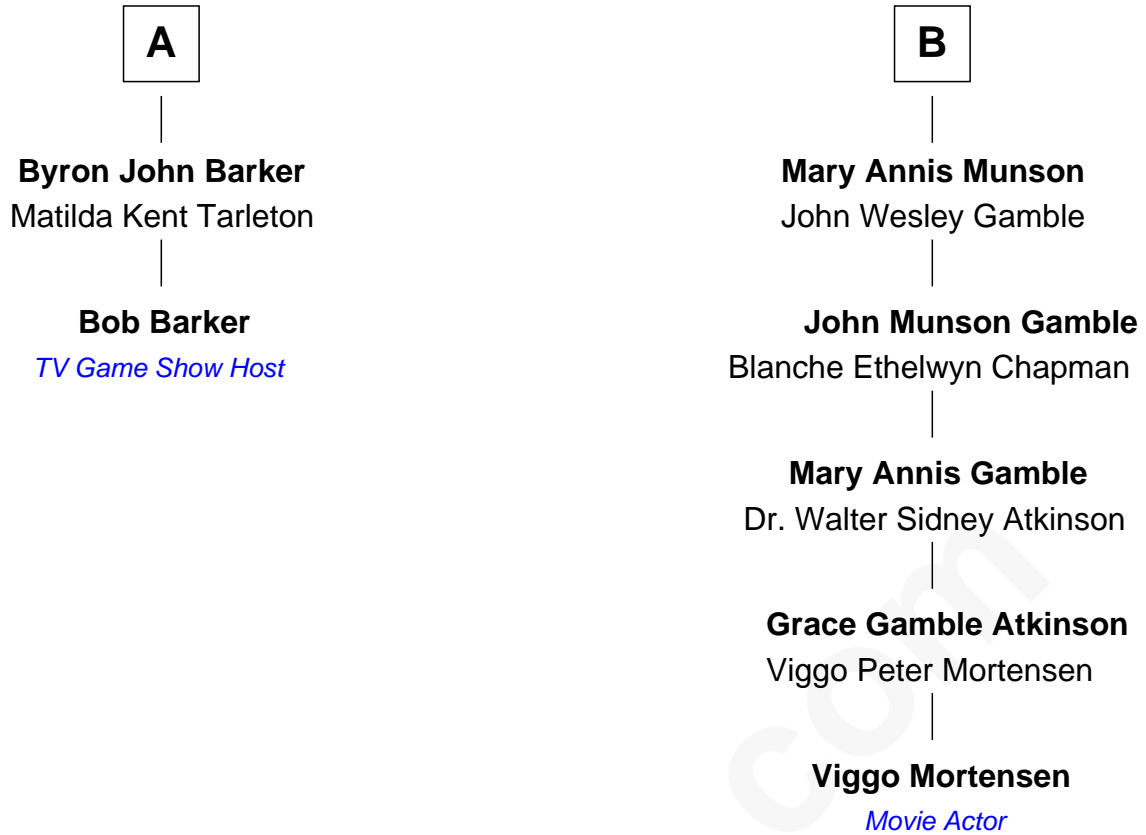 A
Byron John Barker
Matilda Kent Tarleton
Bob Barker
TV Game Show Host
B
Mary Annis Munson
John Wesley Gamble
John Munson Gamble
Blanche Ethelwyn Chapman
Mary Annis Gamble
Dr. Walter Sidney Atkinson
Grace Gamble Atkinson
Viggo Peter Mortensen
Viggo Mortensen
Movie Actor
com